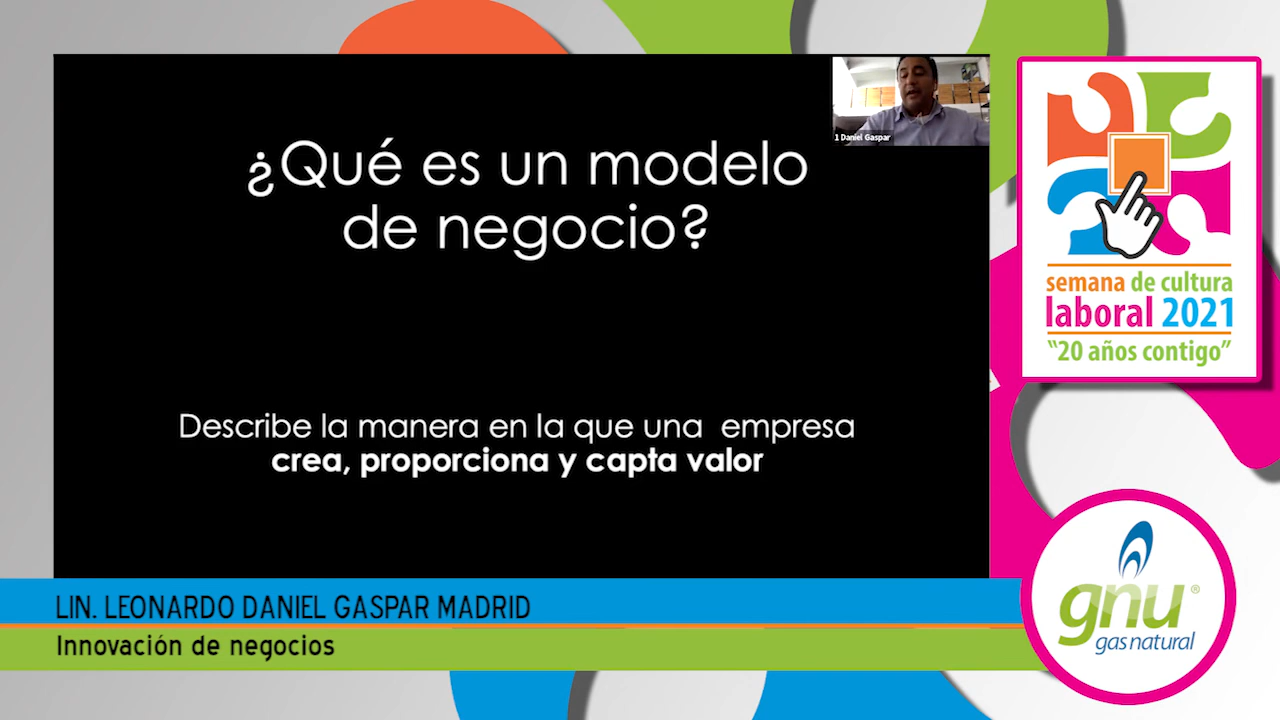 ¿Qué es un modelo
de negocio?
1 Daniel Gaspar
Describe la manera en la que una empresa
crea, proporciona y capta valor
semana de cultura
laboral 2021
“20 años contigo”
LIN. LEONARDO DANIEL GASPAR MADRID
Innovación de negocios
gnu®
gas natural